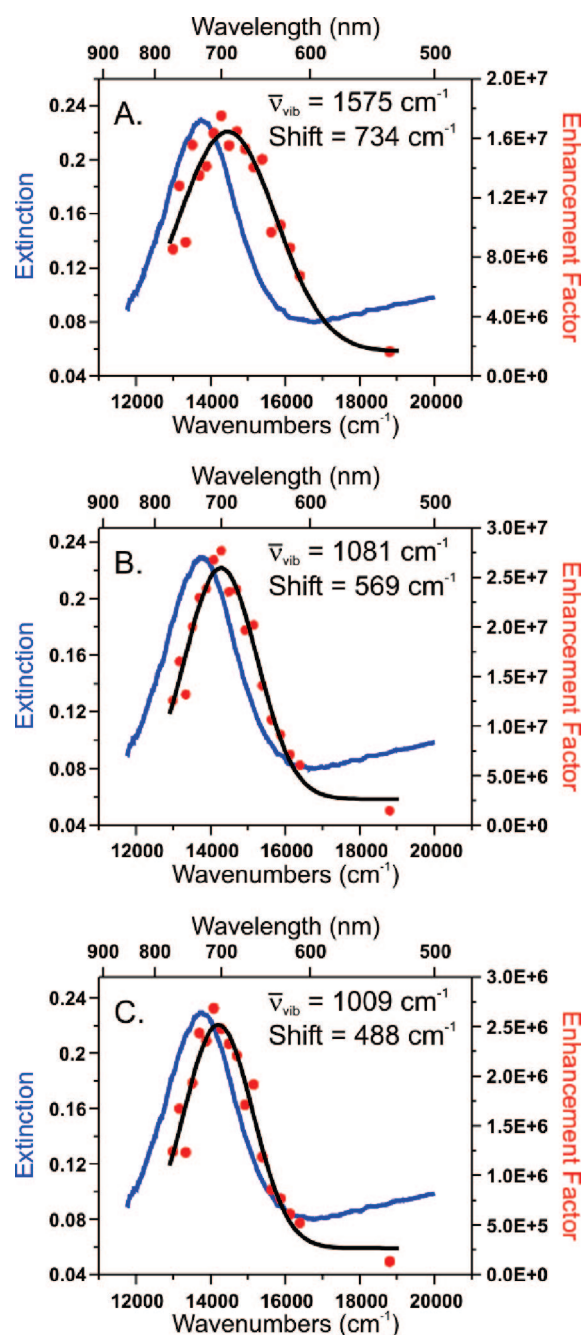 Wavelength (nm)
900 800 700 600 500
A.
ν̅vib = 1575 cm-1
Shift = 734 cm-1
Extinction
0.24
0.20
0.16
0.12
0.08
0.04
2.0E+7
1.6E+7
1.2E+7
8.0E+6
4.0E+6
0.0E+0
Enhancement Factor
12000 14000 16000 18000 20000
Wavenumbers (cm-1)
Wavelength (nm)
900 800 700 600 500
B.
ν̅vib = 1081 cm-1
Shift = 569 cm-1
Extinction
0.24
0.2
0.16
0.12
0.08
0.04
3.0E+7
2.5E+7
2.0E+7
1.5E+7
1.0E+7
5.0E+6
0.0E+0
Enhancement Factor
12000 14000 16000 18000 20000
Wavenumbers (cm-1)
Wavelength (nm)
900 800 700 600 500
C.
ν̅vib = 1009 cm-1
Shift = 488 cm-1
Extinction
0.24
0.2
0.16
0.12
0.08
0.04
3.0E+6
2.5E+6
2.0E+6
1.5E+6
1.0E+6
5.0E+5
0.0E+0
Enhancement Factor
12000 14000 16000 18000 20000
Wavenumbers (cm-1)